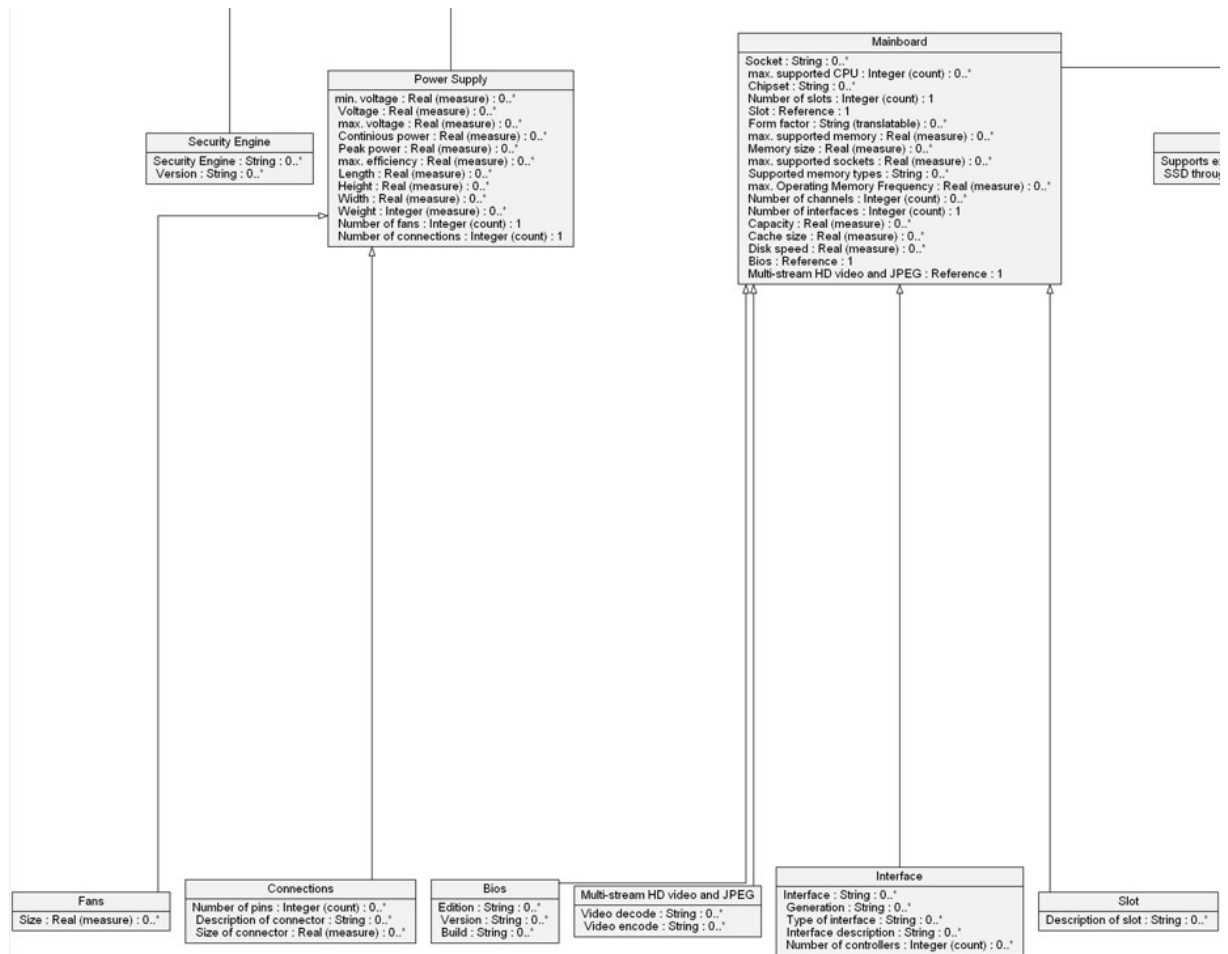 Mainboard
Socket : String : 0..*
max. supported CPU : Integer (count) : 0..*
Chipset : String : 0..*
Number of slots : Integer (count) : 1
Slot : Reference : 1
Form factor : String (translatable) : 0..*
max. supported memory : Real (measure) : 0..*
Memory size : Real (measure) : 0..*
max. supported sockets : Real (measure) : 0..*
Supported memory types : String : 0..*
max. Operating Memory Frequency : Real (measure) : 0..*
Number of channels : Integer (count) : 0..*
Number of interfaces : Integer (count) : 1
Capacity : Real (measure) : 0..*
Cache size : Real (measure) : 0..*
Disk speed : Real (measure) : 0..*
Bios : Reference : 1
Multi-stream HD video and JPEG : Reference : 1
Power Supply
min. voltage : Real (measure) : 0..*
Voltage : Real (measure) : 0..*
max. voltage : Real (measure) : 0..*
Continious power : Real (measure) : 0..*
Peak power : Real (measure) : 0..*
max. efficiency : Real (measure) : 0..*
Length : Real (measure) : 0..*
Height : Real (measure) : 0..*
Width : Real (measure) : 0..*
Weight : Integer (measure) : 0..*
Number of fans : Integer (count) : 1
Number of connections : Integer (count) : 1
Security Engine
Security Engine : String : 0..*
Version : String : 0..*
Supports
SSD
Fans
Size : Real (measure) : 0..*
Connections
Number of pins : Integer (count) : 0..*
Description of connector : String : 0..*
Size of connector : Real (measure) : 0..*
Bios
Edition : String : 0..*
Version : String : 0..*
Build : String : 0..*
Multi-stream HD video and JPEG
Video decode : String : 0..*
Video encode : String : 0..*
Interface
Interface : String : 0..*
Generation : String : 0..*
Type of interface : String : 0..*
Interface description : String : 0..*
Number of controllers : Integer (count) : 0..*
Slot
Description of slot : String : 0..*